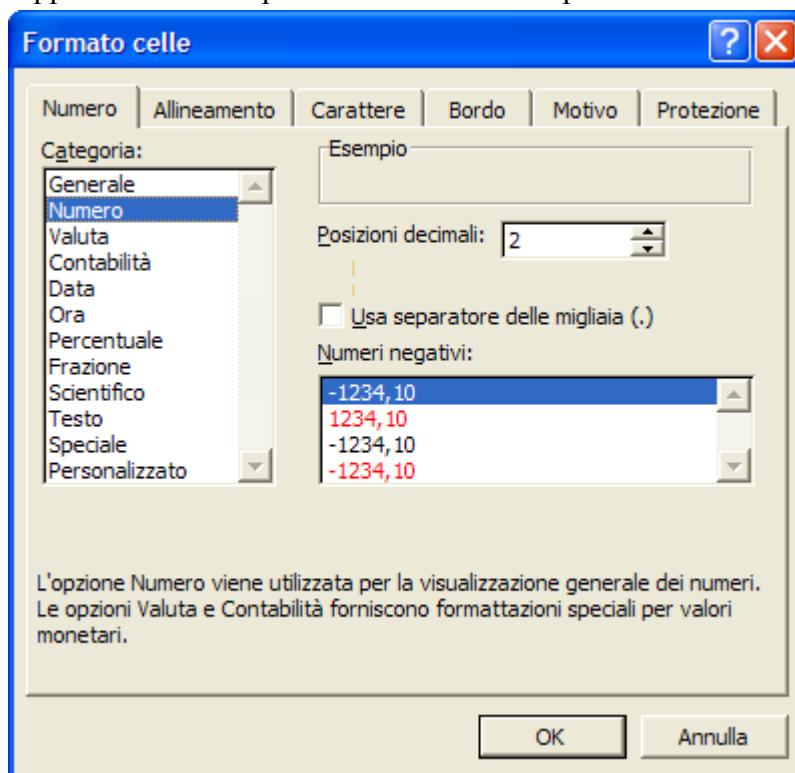 Formato celle
Numero Allineamento Carattere Bordo Motivo Protezione
Categoria:
Generale
Numero
Valuta
Contabilità
Data
Ora
Percentuale
Frazione
Scientifico
Testo
Speciale
Personalizzato
Esempio
Posizioni decimali: 2
Usa separatore delle migliaia (.)
Numeri negativi:
-1234,10
1234,10
-1234,10
-1234,10
L'opzione Numero viene utilizzata per la visualizzazione generale dei numeri.
Le opzioni Valuta e Contabilità forniscono formattazioni speciali per valori
monetari.
OK Annulla